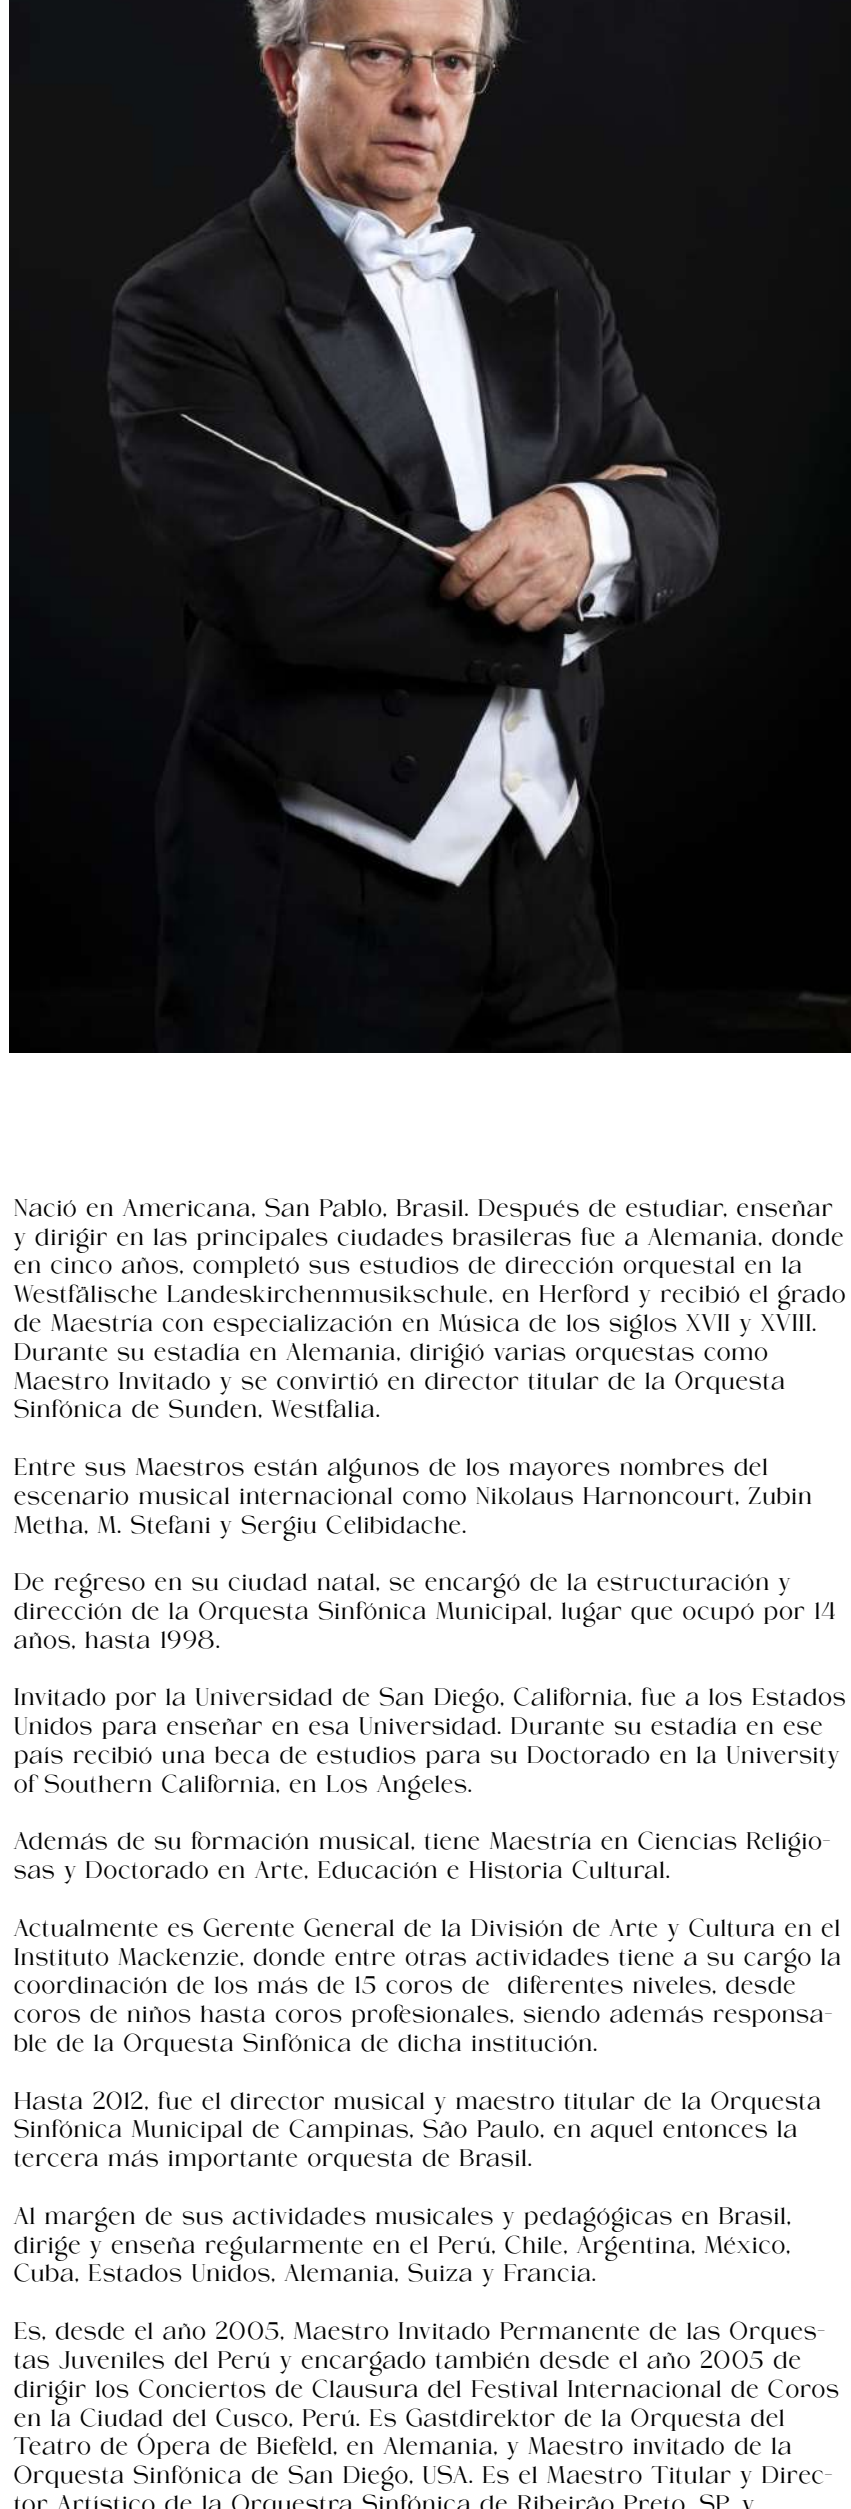 Nació en Americana, San Pablo, Brasil. Después de estudiar, enseñar
y dirigir en las principales ciudades brasileras fue a Alemania, donde
en cinco años, completó sus estudios de dirección orquestal en la
Westfälische Landeskirchenmusikschule, en Herford y recibió el grado
de Maestría con especialización en Música de los siglos XVII y XVIII.
Durante su estadía en Alemania, dirigió varias orquestas como
Maestro Invitado y se convirtió en director titular de la Orquesta
Sinfónica de Sunden, Westfalia.
Entre sus Maestros están algunos de los mayores nombres del
escenario musical internacional como Nikolaus Harnoncourt, Zubin
Metha, M. Stefani y Sergiu Celibidache.
De regreso en su ciudad natal, se encargó de la estructuración y
dirección de la Orquesta Sinfónica Municipal, lugar que ocupó por 14
años, hasta 1998.
Invitado por la Universidad de San Diego, California, fue a los Estados
Unidos para enseñar en esa Universidad. Durante su estadía en ese
país recibió una beca de estudios para su Doctorado en la University
of Southern California, en Los Angeles.
Además de su formación musical, tiene Maestría en Ciencias Religio-
sas y Doctorado en Arte, Educación e Historia Cultural.
Actualmente es Gerente General de la División de Arte y Cultura en el
Instituto Mackenzie, donde entre otras actividades tiene a su cargo la
coordinación de los más de 15 coros de  diferentes niveles, desde
coros de niños hasta coros profesionales, siendo además responsa-
ble de la Orquesta Sinfónica de dicha institución.
Hasta 2012, fue el director musical y maestro titular de la Orquesta
Sinfónica Municipal de Campinas, São Paulo, en aquel entonces la
tercera más importante orquesta de Brasil.
Al margen de sus actividades musicales y pedagógicas en Brasil,
dirige y enseña regularmente en el Perú, Chile, Argentina, México,
Cuba, Estados Unidos, Alemania, Suiza y Francia.
Es, desde el año 2005, Maestro Invitado Permanente de las Orques-
tas Juveniles del Perú y encargado también desde el año 2005 de
dirigir los Conciertos de Clausura del Festival Internacional de Coros
en la Ciudad del Cusco, Perú. Es Gastdirektor de la Orquesta del
Teatro de Ópera de Biefeld, en Alemania, y Maestro invitado de la
Orquesta Sinfónica de San Diego, USA. Es el Maestro Titular y Direc-
tor Artístico de la Orquestra Sinfónica de Ribeirão Preto, SP, y